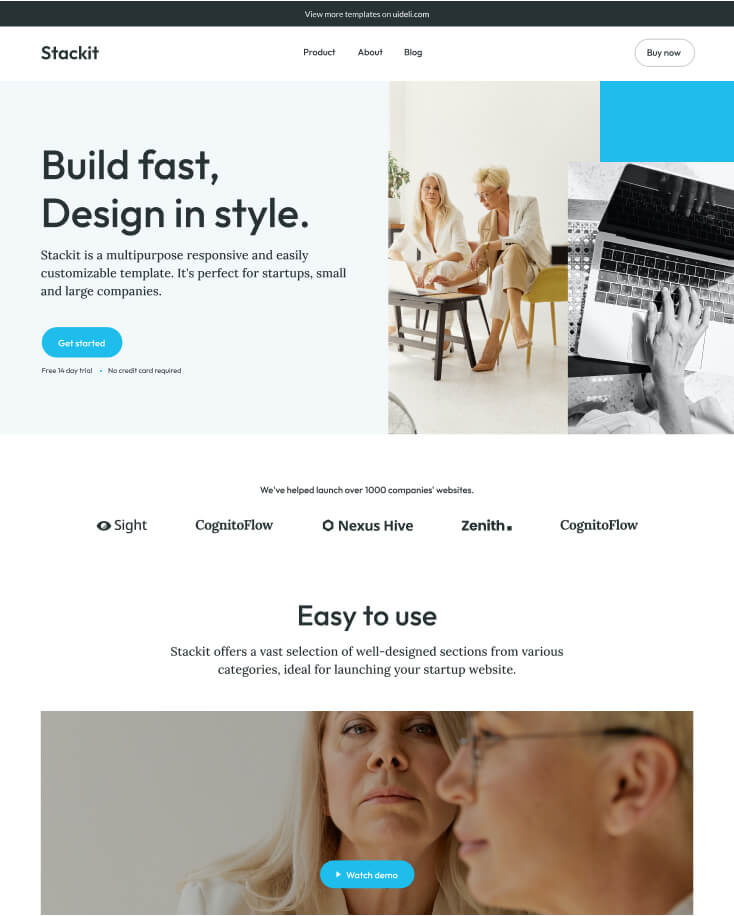 View more templates on uideli.com
Stackit
Product About Blog
Buy now
Build fast,
Design in style.
Stackit is a multipurpose responsive and easily
customizable template. It's perfect for startups, small
and large companies.
Get started
Free 14 day trial • No credit card required
We've helped launch over 1000 companies' websites.
Sight CognitoFlow Nexus Hive Zenith CognitoFlow
Easy to use
Stackit offers a vast selection of well-designed sections from various
categories, ideal for launching your startup website.
Watch demo